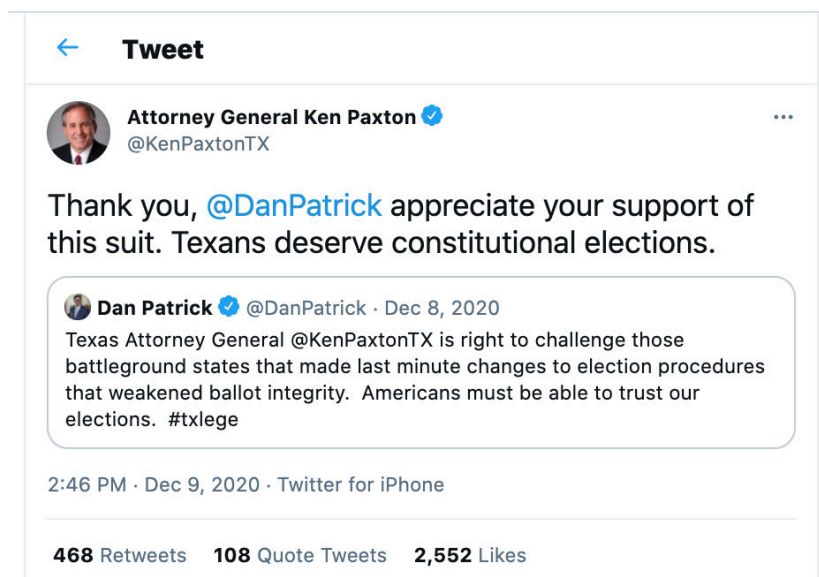 Tweet
Attorney General Ken Paxton
@KenPaxtonTX
Thank you, @DanPatrick appreciate your support of
this suit. Texans deserve constitutional elections.
Dan Patrick @DanPatrick · Dec 8, 2020
Texas Attorney General @KenPaxtonTX is right to challenge those
battleground states that made last minute changes to election procedures
that weakened ballot integrity.  Americans must be able to trust our
elections.  #txlege
2:46 PM · Dec 9, 2020 · Twitter for iPhone
468 Retweets 108 Quote Tweets 2,552 Likes